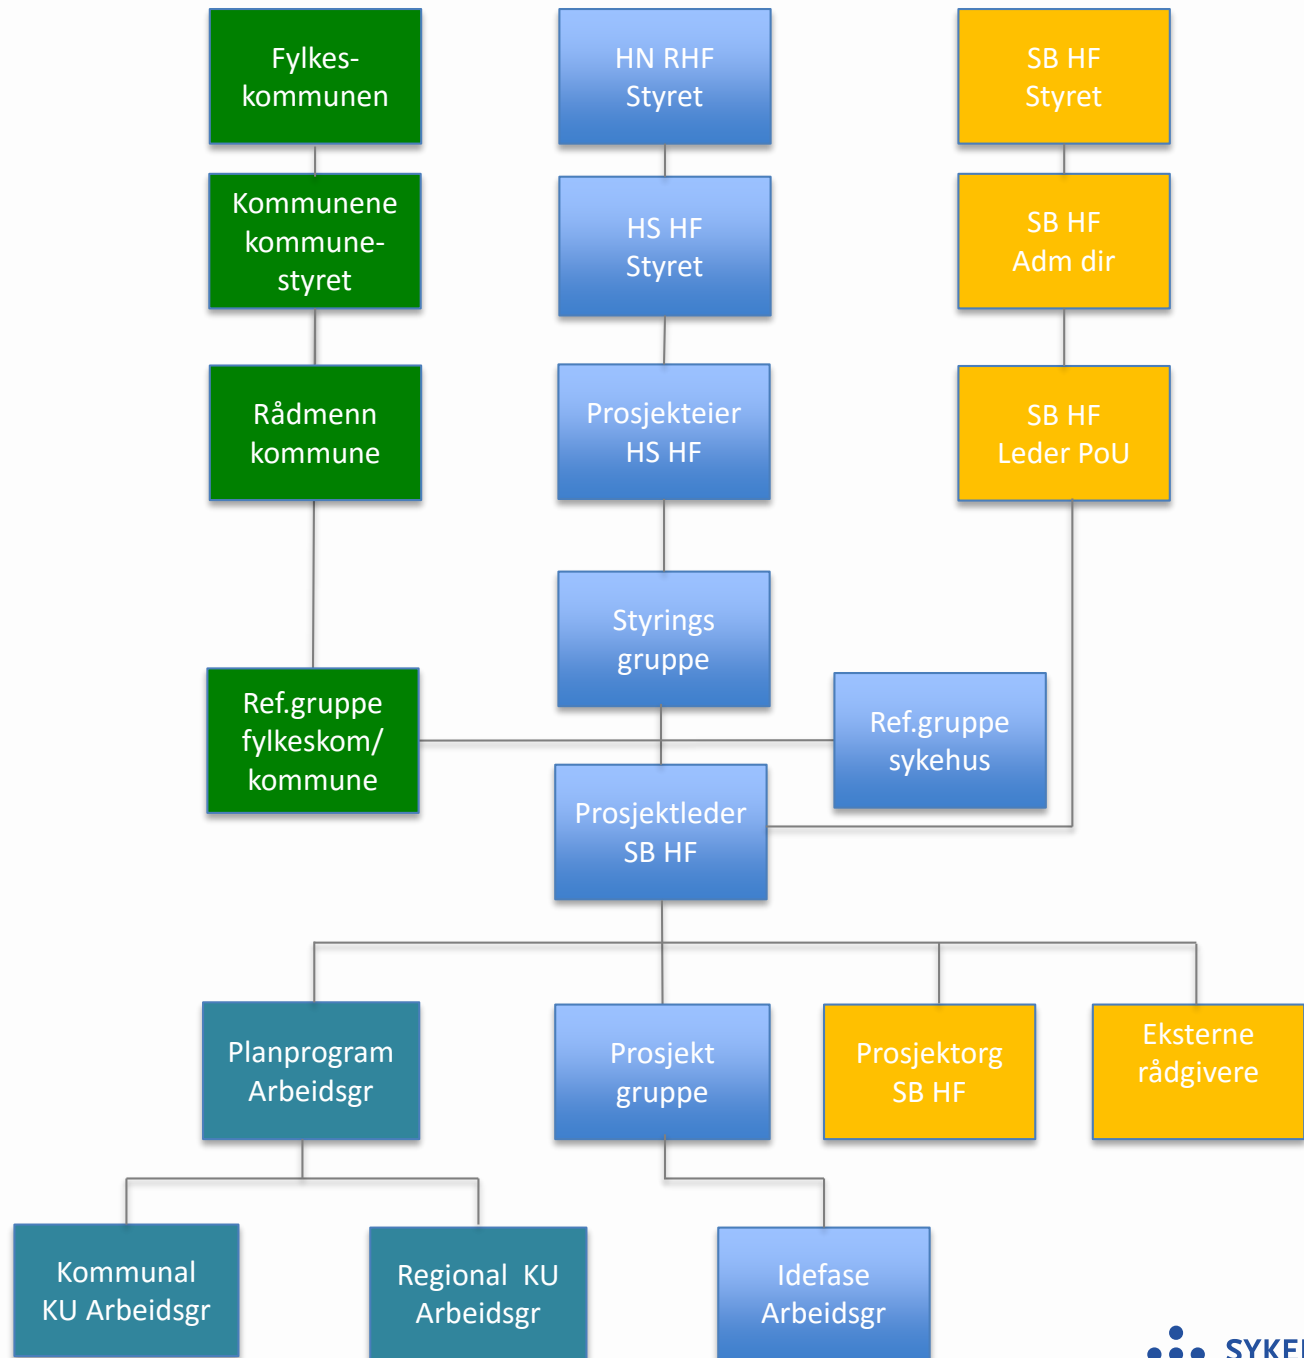 Fylkes-
kommunen
HN RHF
Styret
SB HF
Styret
Kommunene
kommune-
styret
HS HF
Styret
SB HF
Adm dir
Rådmenn
kommune
Prosjekteier
HS HF
SB HF
Leder PoU
Styrings
gruppe
Ref.gruppe
fylkeskom/
kommune
Ref.gruppe
sykehus
Prosjektleder
SB HF
Planprogram
Arbeidsgr
Prosjekt
gruppe
Prosjektorg
SB HF
Eksterne
rådgivere
Kommunal
KU Arbeidsgr
Regional  KU
Arbeidsgr
Idefase
Arbeidsgr